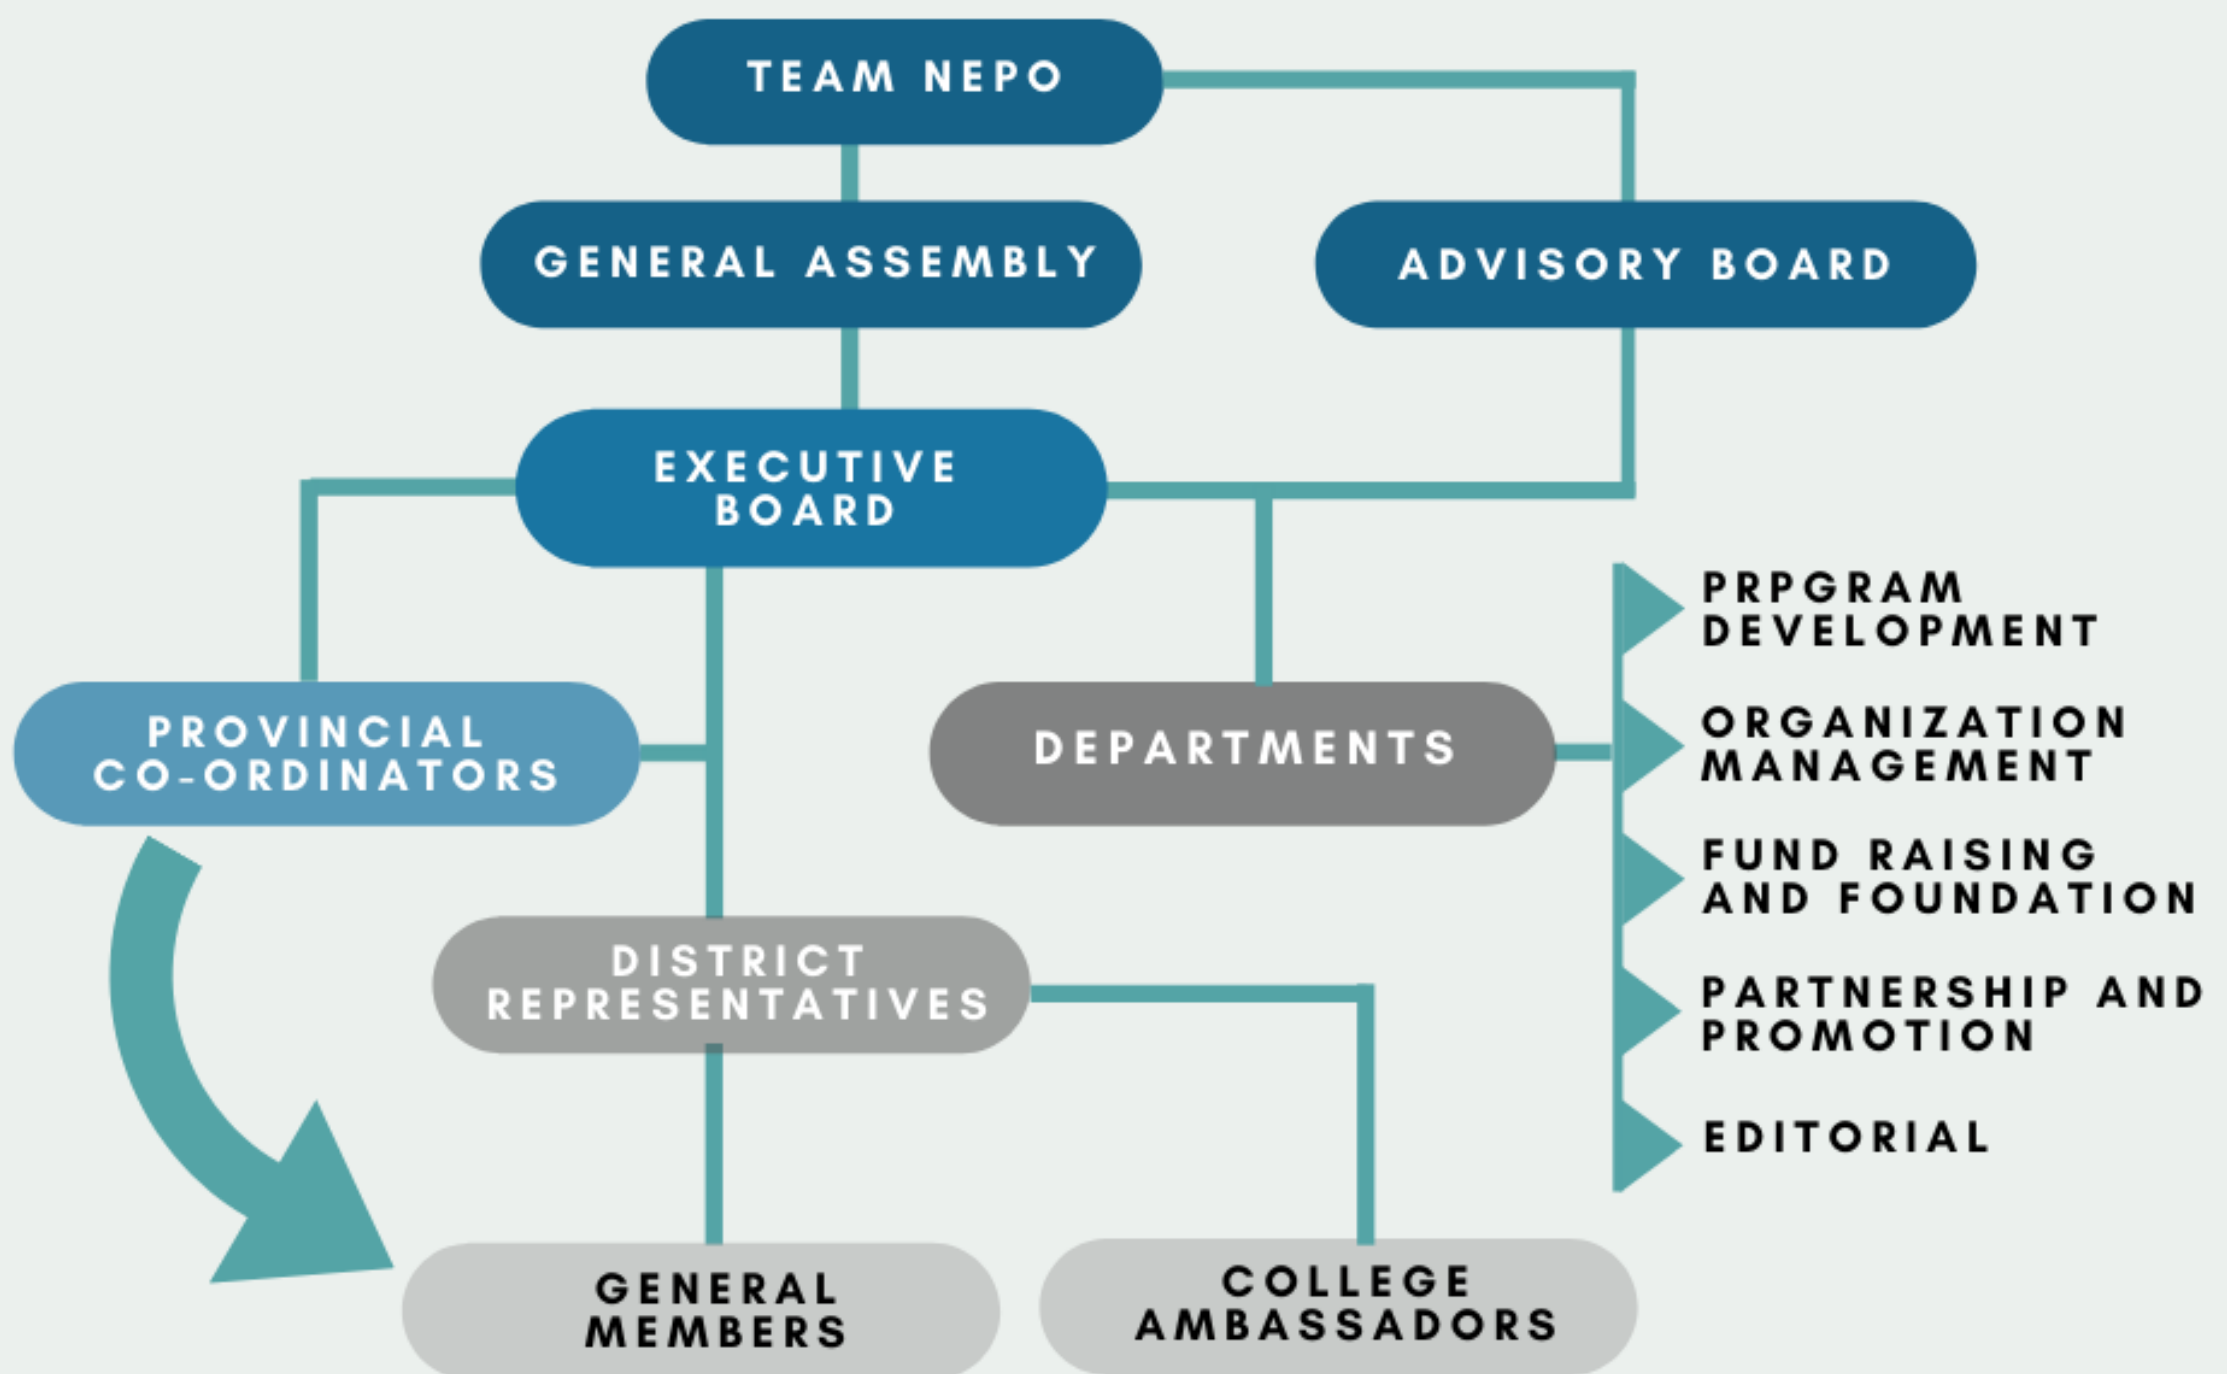 TEAM NEPO
GENERAL ASSEMBLY
ADVISORY BOARD
EXECUTIVE
BOARD
PROVINCIAL
CO-ORDINATORS
DEPARTMENTS
PRPGRAM
DEVELOPMENT
ORGANIZATION
MANAGEMENT
FUND RAISING
AND FOUNDATION
PARTNERSHIP AND
PROMOTION
EDITORIAL
DISTRICT
REPRESENTATIVES
GENERAL
MEMBERS
COLLEGE
AMBASSADORS